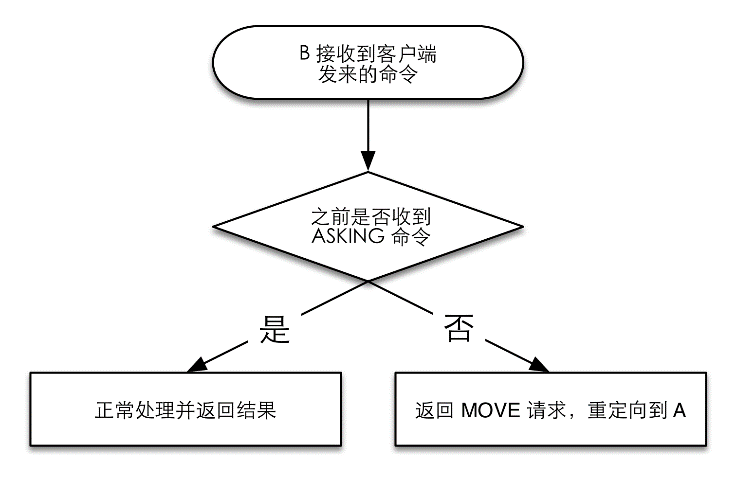 B 接收到客户端
发来的命令
之前是否收到
ASKING 命令
是
否
正常处理并返回结果
返回 MOVE 请求，重定向到 A